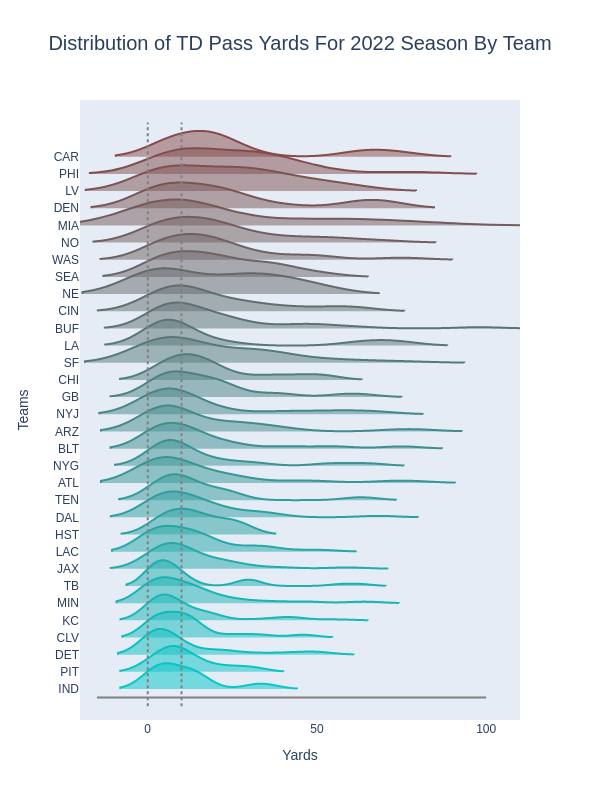 Distribution of TD Pass Yards For 2022 Season By Team
CAR
PHI
LV
DEN
MIA
NO
WAS
SEA
NE
CIN
BUF
LA
SF
CHI
GB
NYJ
ARZ
BLT
NYG
ATL
TEN
DAL
HST
LAC
JAX
TB
MIN
KC
CLV
DET
PIT
IND
Teams
0
50
100
Yards